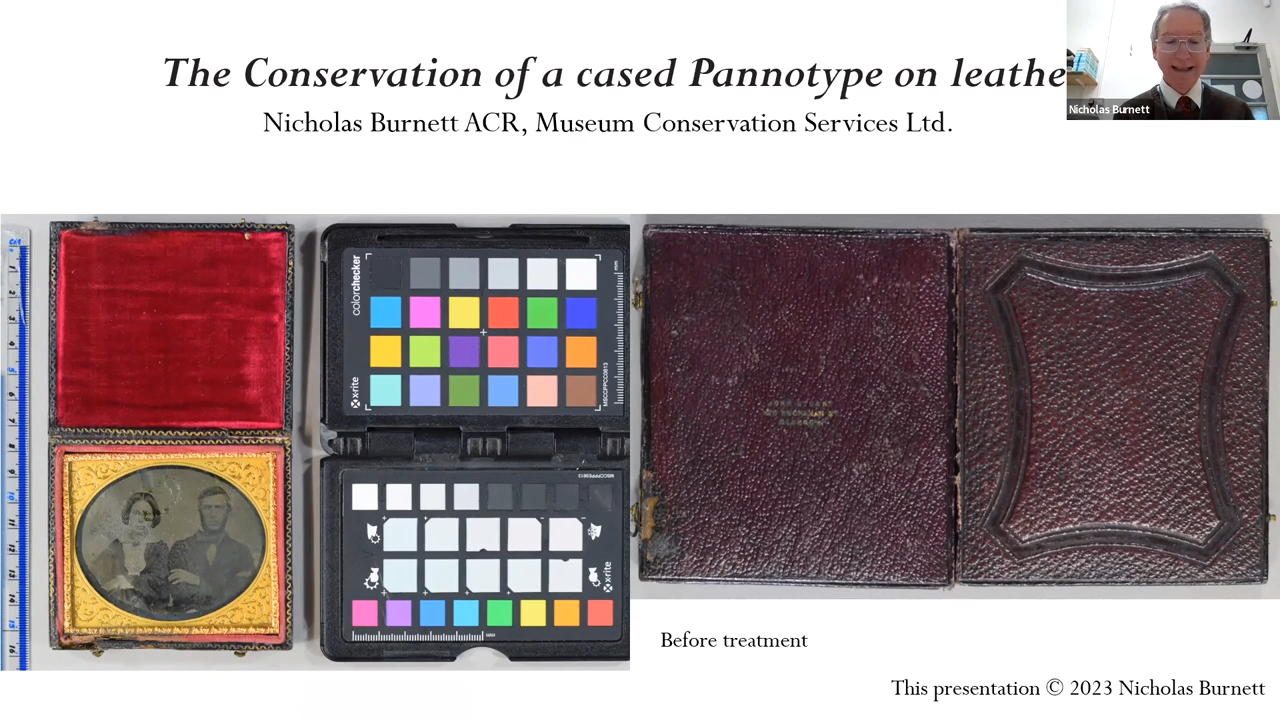 The Conservation of a cased Pannotype on leathe
Nicholas Burnett ACR, Museum Conservation Services Ltd.
Nicholas Burnett
colorchecker
x-rite
x-rite
Before treatment
This presentation © 2023 Nicholas Burnett